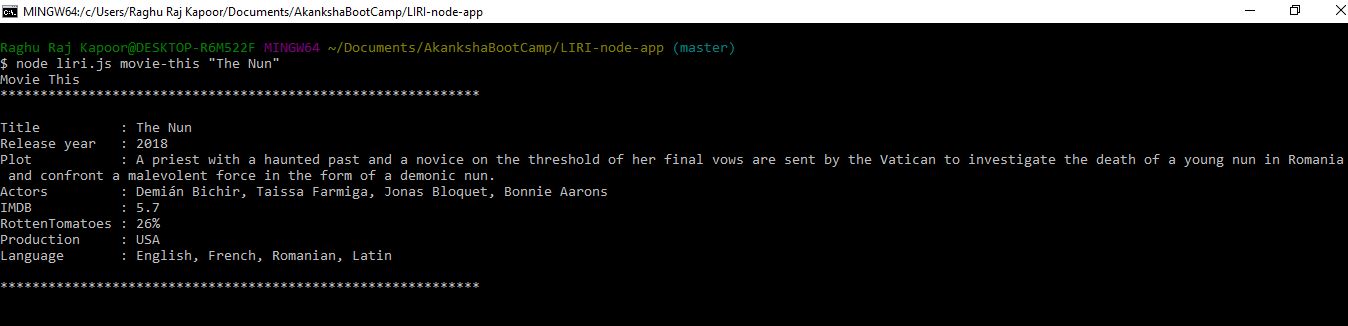 MINGW64:/c/Users/Raghu Raj Kapoor/Documents/AkankshaBootCamp/LIRI-node-app
Raghu Raj Kapoor@DESKTOP-R6M522F MINGW64 ~/Documents/AkankshaBootCamp/LIRI-node-app (master)
$ node liri.js movie-this "The Nun"
Movie This
************************************************************
Title          : The Nun
Release year   : 2018
Plot           : A priest with a haunted past and a novice on the threshold of her final vows are sent by the Vatican to investigate the death of a young nun in Romania
 and confront a malevolent force in the form of a demonic nun.
Actors         : Demián Bichir, Taissa Farmiga, Jonas Bloquet, Bonnie Aarons
IMDB           : 5.7
RottenTomatoes : 26%
Production     : USA
Language       : English, French, Romanian, Latin
************************************************************